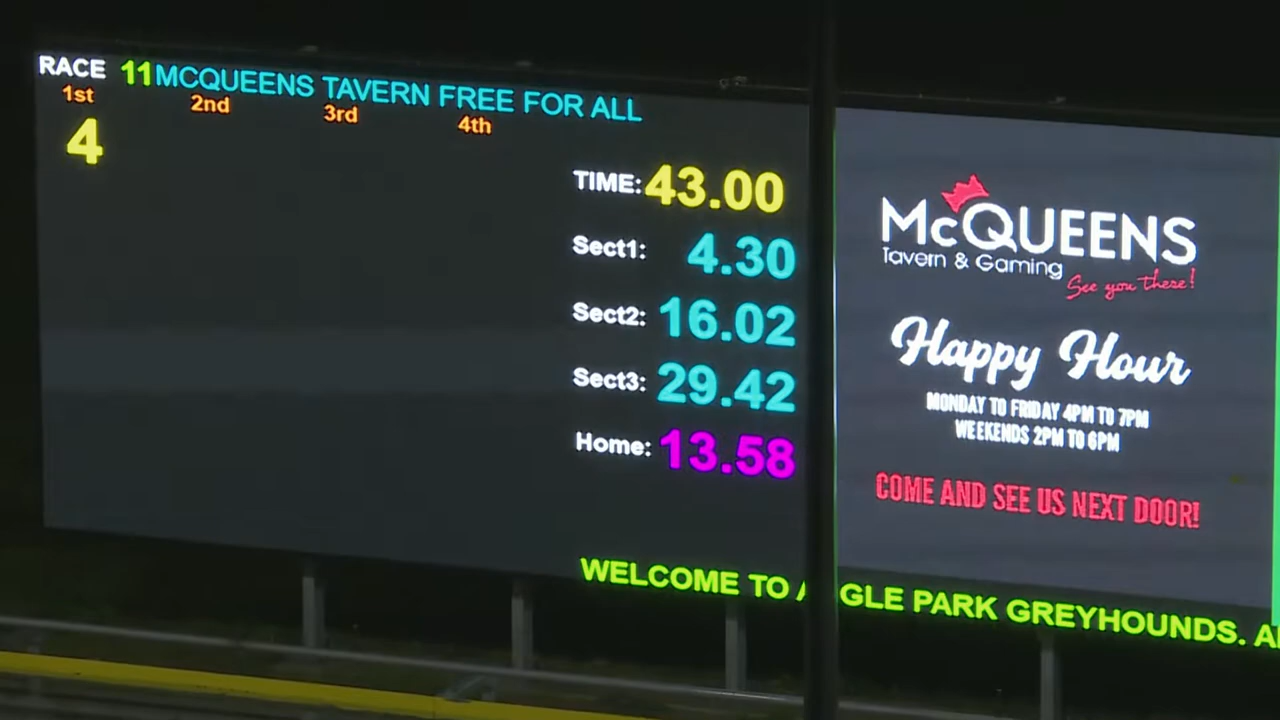 RACE 11 MCQUEENS TAVERN FREE FOR ALL
1st 2nd 3rd 4th
4
TIME: 43.00
Sect1: 4.30
Sect2: 16.02
Sect3: 29.42
Home: 13.58
McQUEENS
Tavern & Gaming
See you there!
Happy Hour
MONDAY TO FRIDAY 4PM TO 7PM
WEEKENDS 2PM TO 6PM
COME AND SEE US NEXT DOOR!
WELCOME TO GLE PARK GREYHOUNDS.